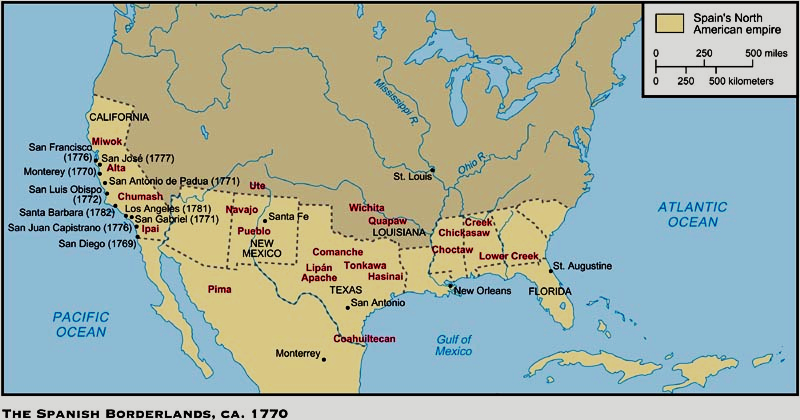 Spain's North
American empire
0 250 500 miles
0 250 500 kilometers
Mississippi R.
Ohio R.
St. Louis
CALIFORNIA
Miwok
San Francisco
(1776)
San José (1777)
Alta
Monterey (1770)
San Antonio de Padua (1771)
San Luis Obispo
(1772)
Chumash
Los Angeles (1781)
Santa Barbara (1782)
San Gabriel (1771)
San Juan Capistrano (1776)
Ipai
San Diego (1769)
Ute
Navajo
Santa Fe
Pueblo
NEW
MEXICO
Wichita
Quapaw
LOUISIANA
Creek
Chickasaw
Choctaw
Lower Creek
Comanche
Lipán
Apache
Tonkawa
Hasinai
TEXAS
San Antonio
Pima
Coahuiltecan
Monterrey
New Orleans
St. Augustine
FLORIDA
ATLANTIC
OCEAN
PACIFIC
OCEAN
Gulf of
Mexico
The Spanish Borderlands, ca. 1770